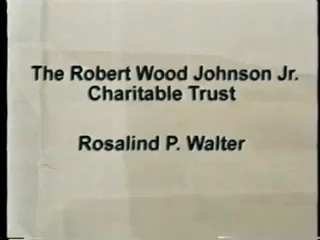 The Robert Wood Johnson Jr.
Charitable Trust
Rosalind P. Walter